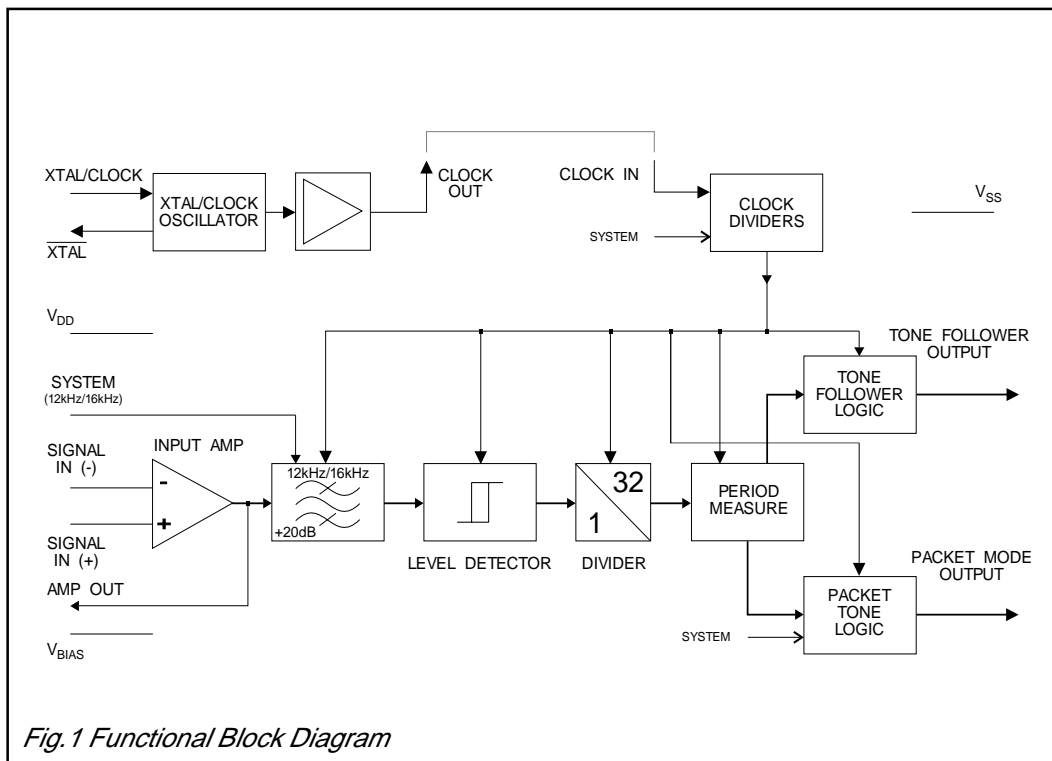 XTAL/CLOCK
XTAL/CLOCK
OSCILLATOR
XTAL
CLOCK
OUT
CLOCK IN
CLOCK
DIVIDERS
SYSTEM
VSS
VDD
SYSTEM
(12kHz/16kHz)
SIGNAL
IN (-)
INPUT AMP
-
+
SIGNAL
IN (+)
AMP OUT
VBIAS
12kHz/16kHz
+20dB
LEVEL DETECTOR
32
1
DIVIDER
PERIOD
MEASURE
TONE FOLLOWER
OUTPUT
TONE
FOLLOWER
LOGIC
PACKET MODE
OUTPUT
PACKET
TONE
LOGIC
SYSTEM
Fig.1 Functional Block Diagram